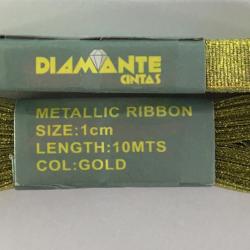 DIAMANTE
CINTAS
METALLIC RIBBON
SIZE:1cm
LENGTH:10MTS
COL:GOLD